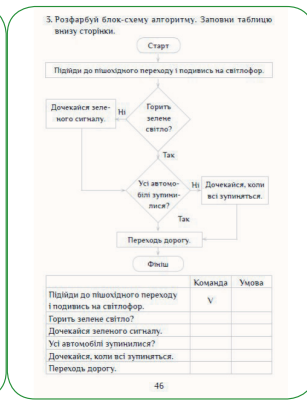 3. Розфарбуй блок-схему алгоритму. Заповни таблицю
внизу сторінки.
Старт
Підійди до пішохідного переходу і подивись на світлофор.
Дочекайся зеле-
ного сигналу.
Ні
Горить
зелене
світло?
Так
Усі автомо-
білі зупини-
лися?
Ні
Дочекайся, коли
всі зупиняться.
Так
Переходь дорогу.
Фініш
Команда Умова
Підійди до пішохідного переходу
і подивись на світлофор.
V
Горить зелене світло?
Дочекайся зеленого сигналу.
Усі автомобілі зупинилися?
Дочекайся, коли всі зупиняться.
Переходь дорогу.
46